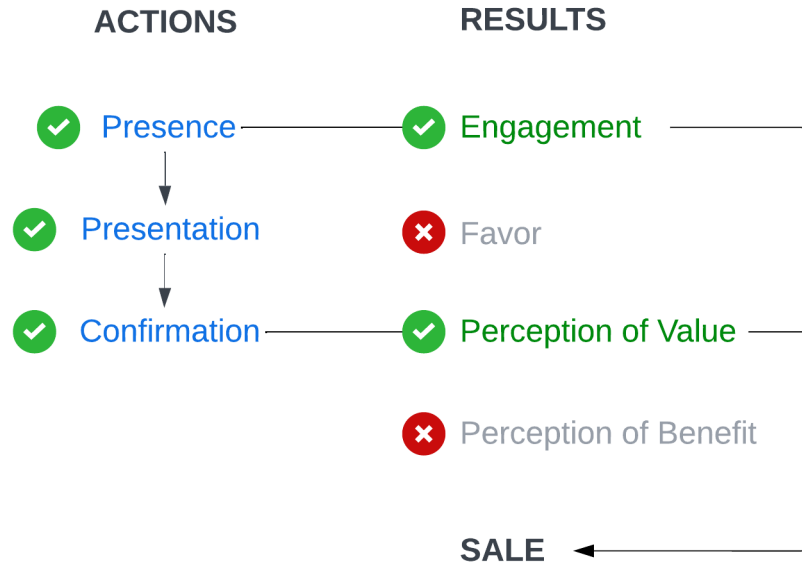 ACTIONS
RESULTS
Presence
Engagement
Presentation
Favor
Confirmation
Perception of Value
Perception of Benefit
SALE